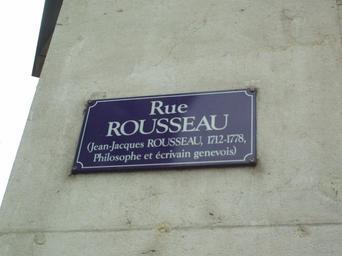 Rue
ROUSSEAU
(Jean-Jacques ROUSSEAU, 1712-1778,
Philosophe et écrivain genevois)